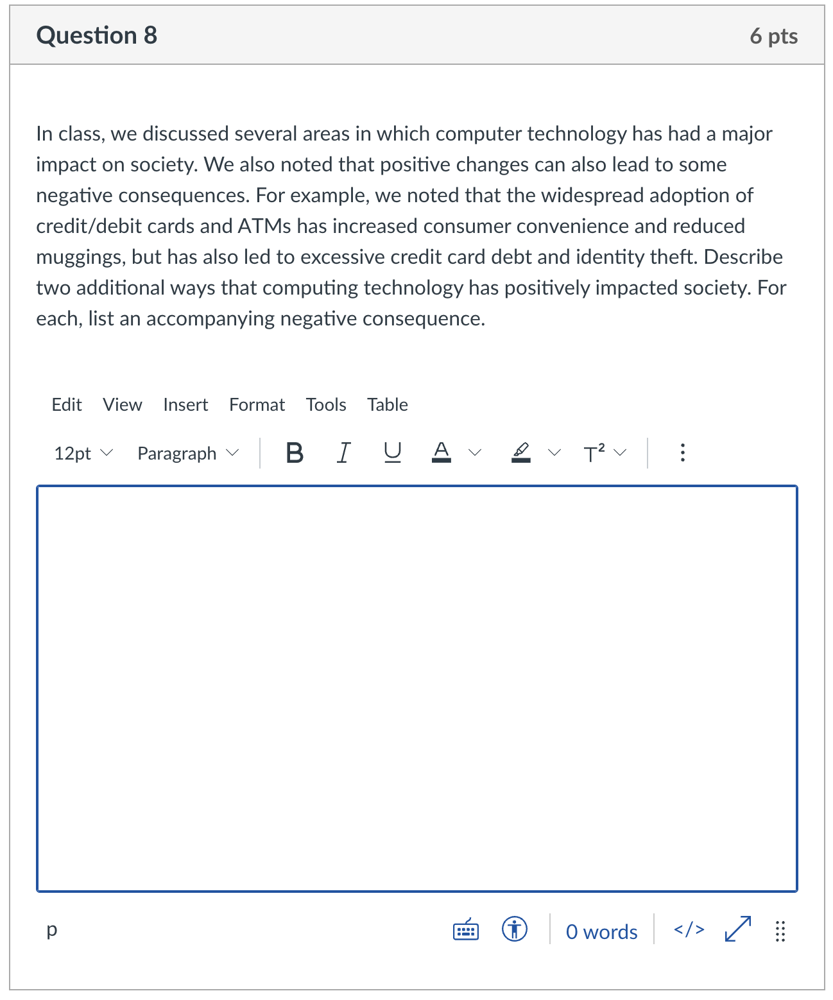 Question 8
6 pts
In class, we discussed several areas in which computer technology has had a major
impact on society. We also noted that positive changes can also lead to some
negative consequences. For example, we noted that the widespread adoption of
credit/debit cards and ATMs has increased consumer convenience and reduced
muggings, but has also led to excessive credit card debt and identity theft. Describe
two additional ways that computing technology has positively impacted society. For
each, list an accompanying negative consequence.
Edit View Insert Format Tools Table
12pt Paragraph B I U A T²
p 0 words </>